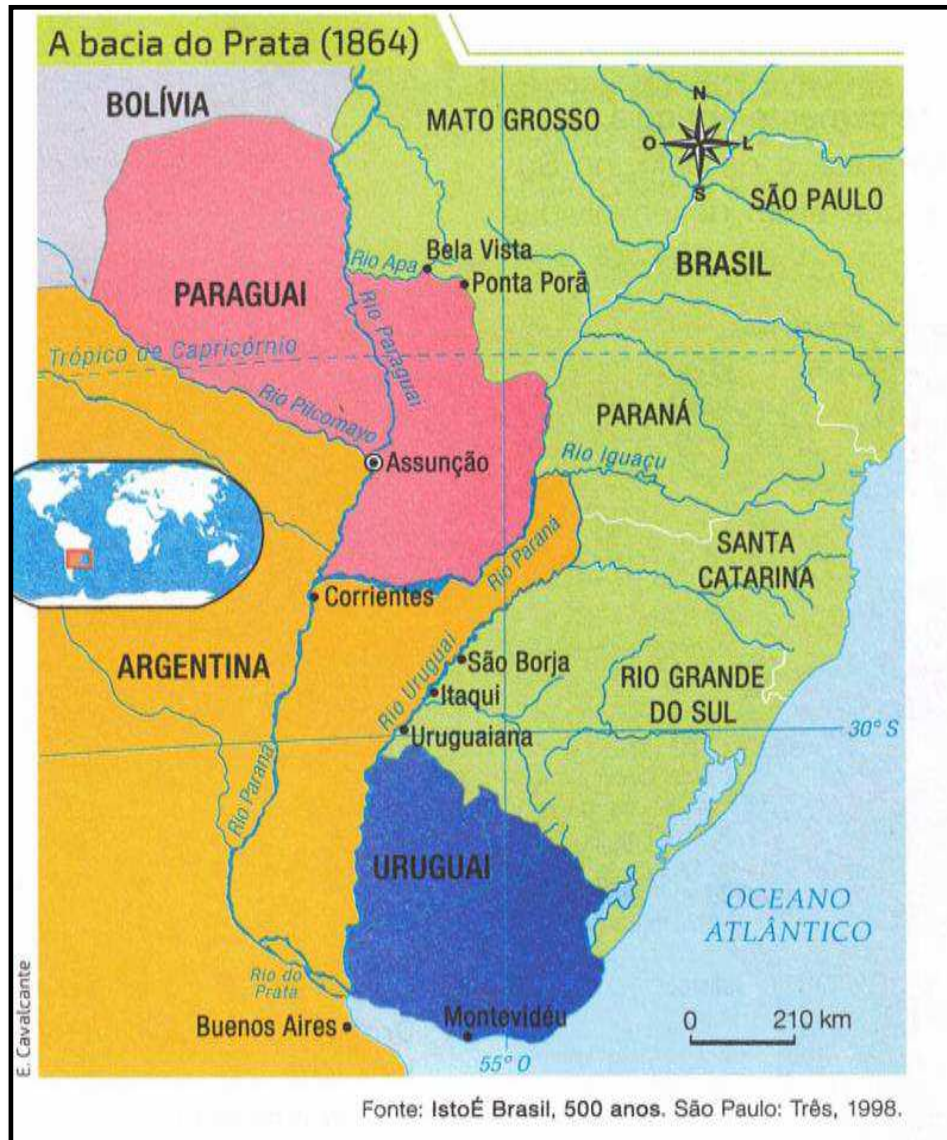 A bacia do Prata (1864)
BOLÍVIA
MATO GROSSO
N
O
L
S
SÃO PAULO
Bela Vista
Rio Apa
Ponta Porã
BRASIL
PARAGUAI
Rio Paraguai
Trópico de Capricórnio
Rio Pilcomayo
PARANÁ
Rio Iguaçu
Assunção
Rio Paraná
SANTA
CATARINA
Corrientes
ARGENTINA
São Borja
Rio Uruguai
Itaqui
RIO GRANDE
DO SUL
Uruguaiana
30° S
Rio Paraná
URUGUAI
OCEANO
ATLÂNTICO
Rio do
Prata
Buenos Aires
Montevidéu
0 210 km
55° O
E. Cavalcante
Fonte: IstoÉ Brasil, 500 anos. São Paulo: Três, 1998.